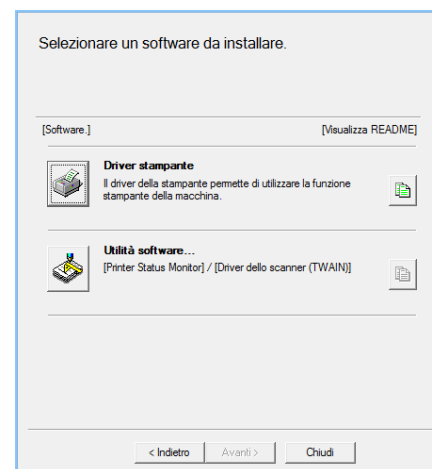 Selezionare un software da installare.
[Software.] [Visualizza README]
Driver stampante
Il driver della stampante permette di utilizzare la funzione
stampante della macchina.
Utilità software...
[Printer Status Monitor] / [Driver dello scanner (TWAIN)]
< Indietro Avanti > Chiudi